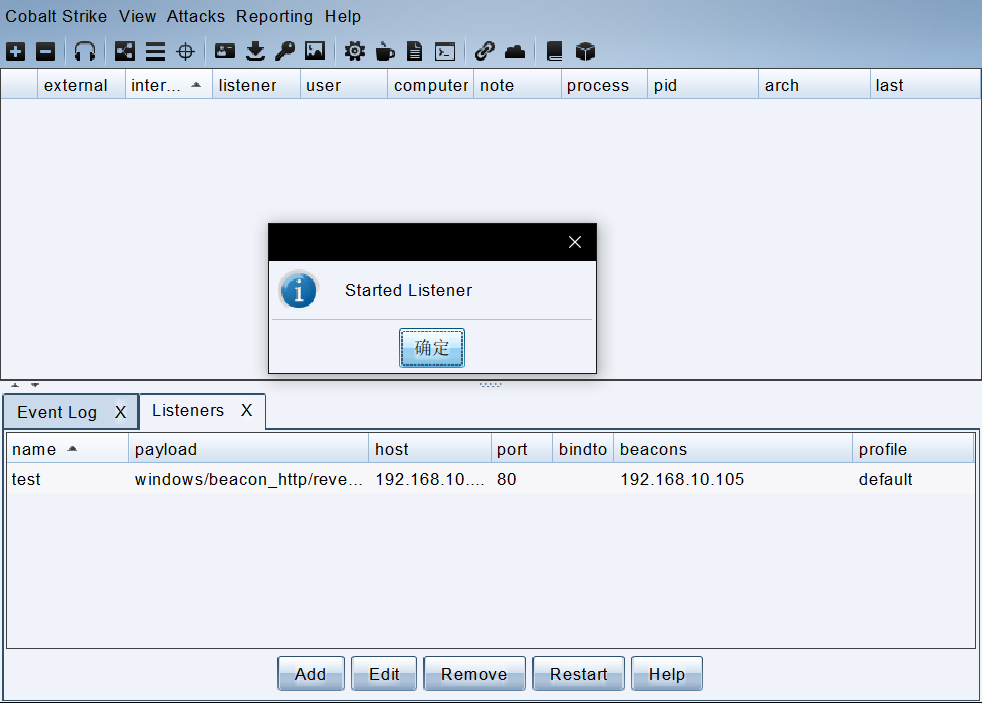 Cobalt Strike View Attacks Reporting Help
external inter... listener user computer note process pid arch last
Started Listener
确定
Event Log X Listeners X
name payload host port bindto beacons profile
test windows/beacon_http/reve... 192.168.10.... 80 192.168.10.105 default
Add Edit Remove Restart Help